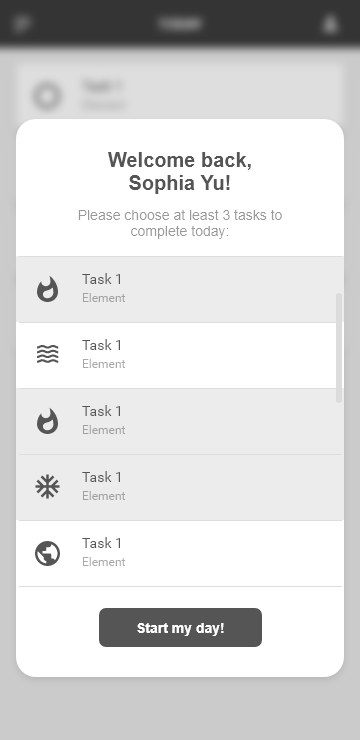 TODAY
Task 1
Element
Welcome back,
Sophia Yu!
Please choose at least 3 tasks to
complete today:
Task 1
Element
Task 1
Element
Task 1
Element
Task 1
Element
Task 1
Element
Start my day!